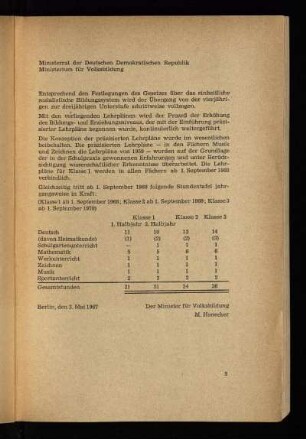 Ministerrat der Deutschen Demokratischen Republik
Ministerium für Volksbildung
Entsprechend den Festlegungen des Gesetzes über das einheitliche
sozialistische Bildungssystem wird der Übergang von der vierjähri-
gen zur dreijährigen Unterstufe schrittweise vollzogen.
Mit den vorliegenden Lehrplänen wird der Prozeß der Erhöhung
des Bildungs- und Erziehungsniveaus, der mit der Einführung präzi-
sierter Lehrpläne begonnen wurde, kontinuierlich weitergeführt.
Die Konzeption der präzisierten Lehrpläne wurde im wesentlichen
beibehalten. Die präzisierten Lehrpläne – in den Fächern Musik
und Zeichnen die Lehrpläne von 1959 – wurden auf der Grundlage
der in der Schulpraxis gewonnenen Erfahrungen und unter Berück-
sichtigung wissenschaftlicher Erkenntnisse überarbeitet. Die Lehr-
pläne für Klasse 1 werden in allen Fächern ab 1. September 1968
verbindlich.
Gleichzeitig tritt ab 1. September 1968 folgende Stundentafel jahr-
gangsweise in Kraft:
(Klasse 1 ab 1. September 1968; Klasse 2 ab 1. September 1969; Klasse 3
ab 1. September 1970)
Klasse 1 Klasse 2 Klasse 3
1. Halbjahr 2. Halbjahr
Deutsch 11 10 12 14
(davon Heimatkunde)
Schulgartenunterricht – 1 1 1
Mathematik 5 5 6 6
Werkunterricht 1 1 1 1
Zeichnen 1 1 1
Musik 1 1 1
Sportunterricht 2 2 2
Gesamtstunden 21 21 24 26
Berlin, den 2. Mai 1967 Der Minister für Volksbildung
M. Honecker